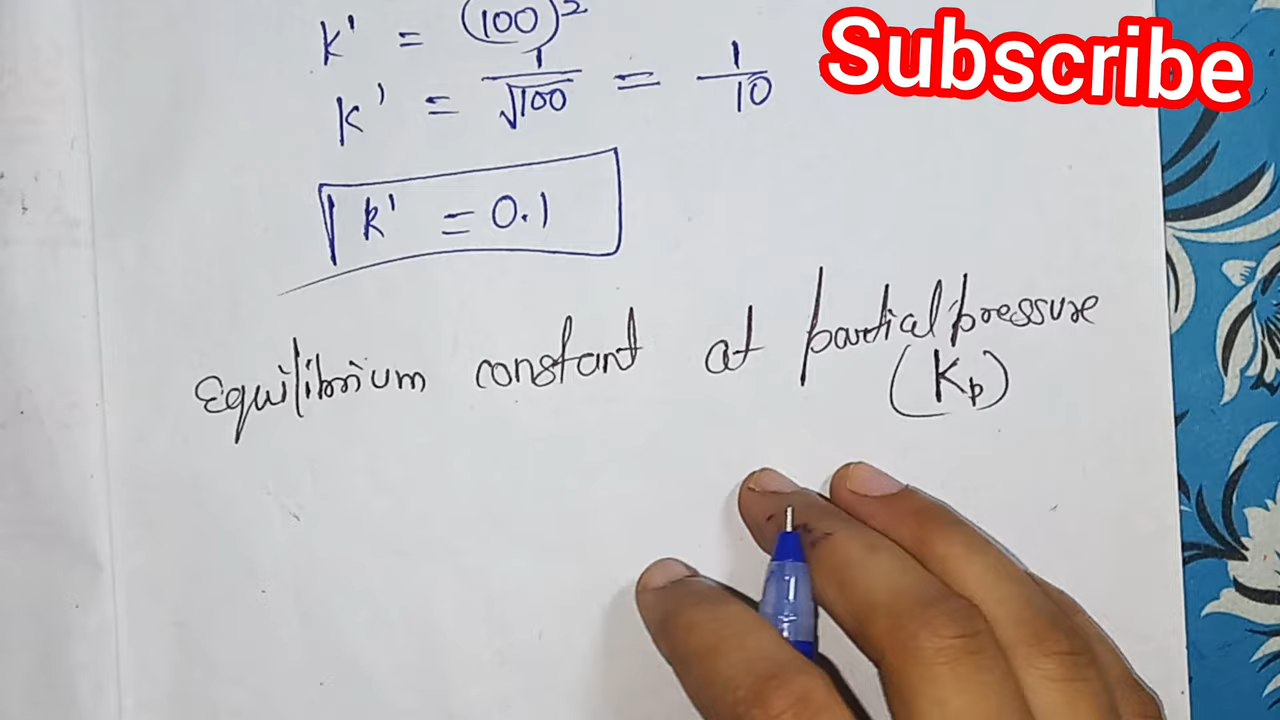 k' = (100)²
k' = 1/√100 = 1/10
k' = 0.1
Equilibrium constant at partial pressure
(Kp)
Subscribe